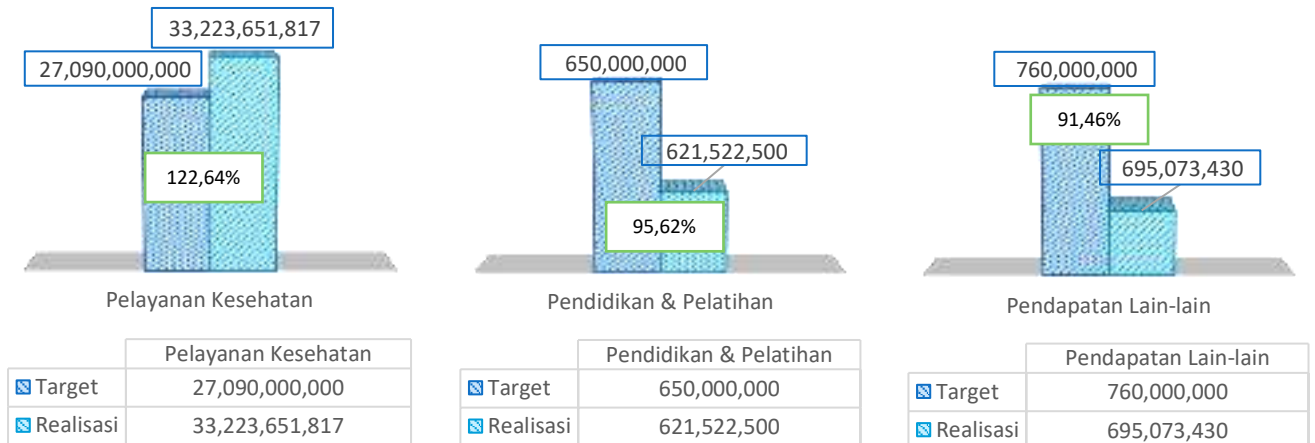 33,223,651,817
27,090,000,000
122,64%
Pelayanan Kesehatan
650,000,000
621,522,500
95,62%
Pendidikan & Pelatihan
760,000,000
91,46%
695,073,430
Pendapatan Lain-lain
Pelayanan Kesehatan
Target 27,090,000,000
Realisasi 33,223,651,817
Pendidikan & Pelatihan
Target 650,000,000
Realisasi 621,522,500
Pendapatan Lain-lain
Target 760,000,000
Realisasi 695,073,430